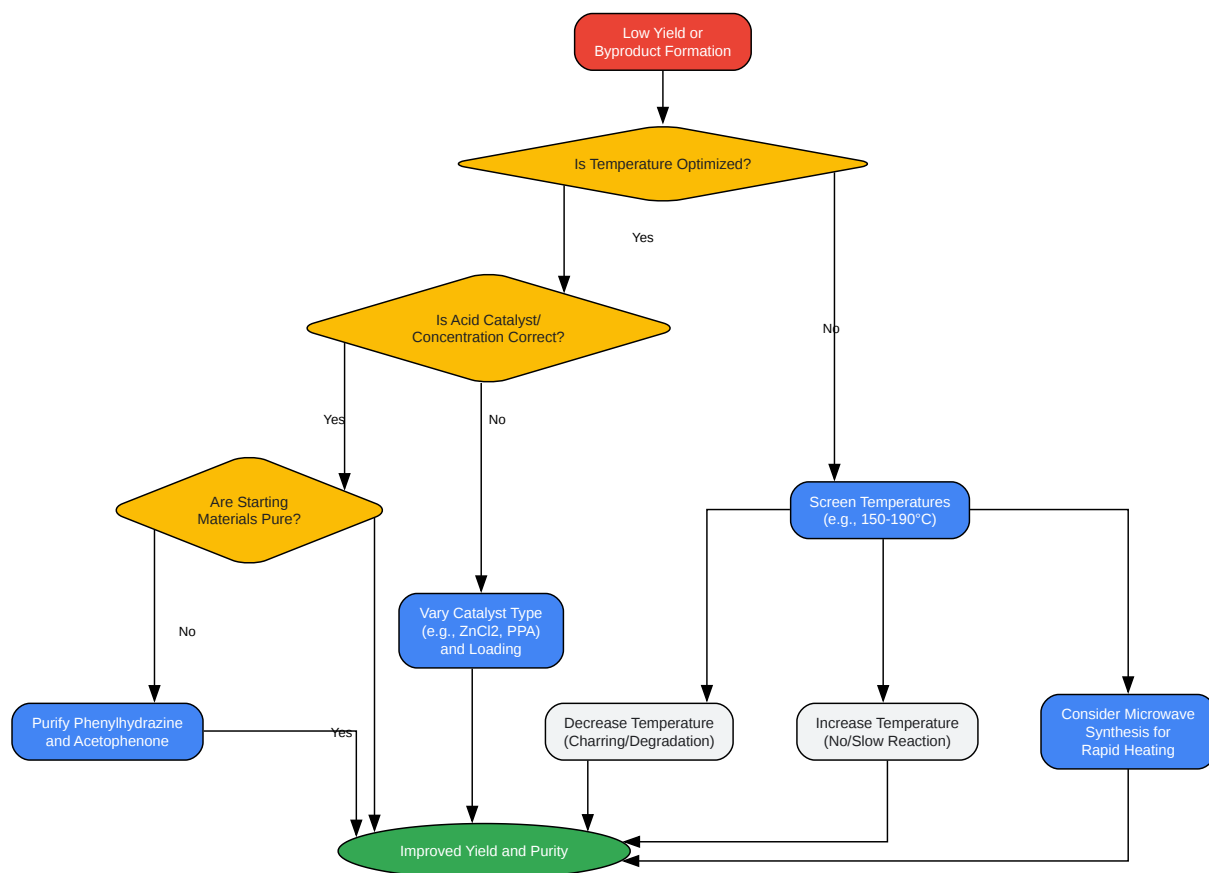 Low Yield or
Byproduct Formation
Is Temperature Optimized?
Yes
Is Acid Catalyst/
Concentration Correct?
No
Yes
No
Are Starting
Materials Pure?
Screen Temperatures
(e.g., 150-190°C)
Vary Catalyst Type
(e.g., ZnCl2, PPA)
and Loading
No
Purify Phenylhydrazine
and Acetophenone
Yes
Decrease Temperature
(Charring/Degradation)
Increase Temperature
(No/Slow Reaction)
Consider Microwave
Synthesis for
Rapid Heating
Improved Yield and Purity